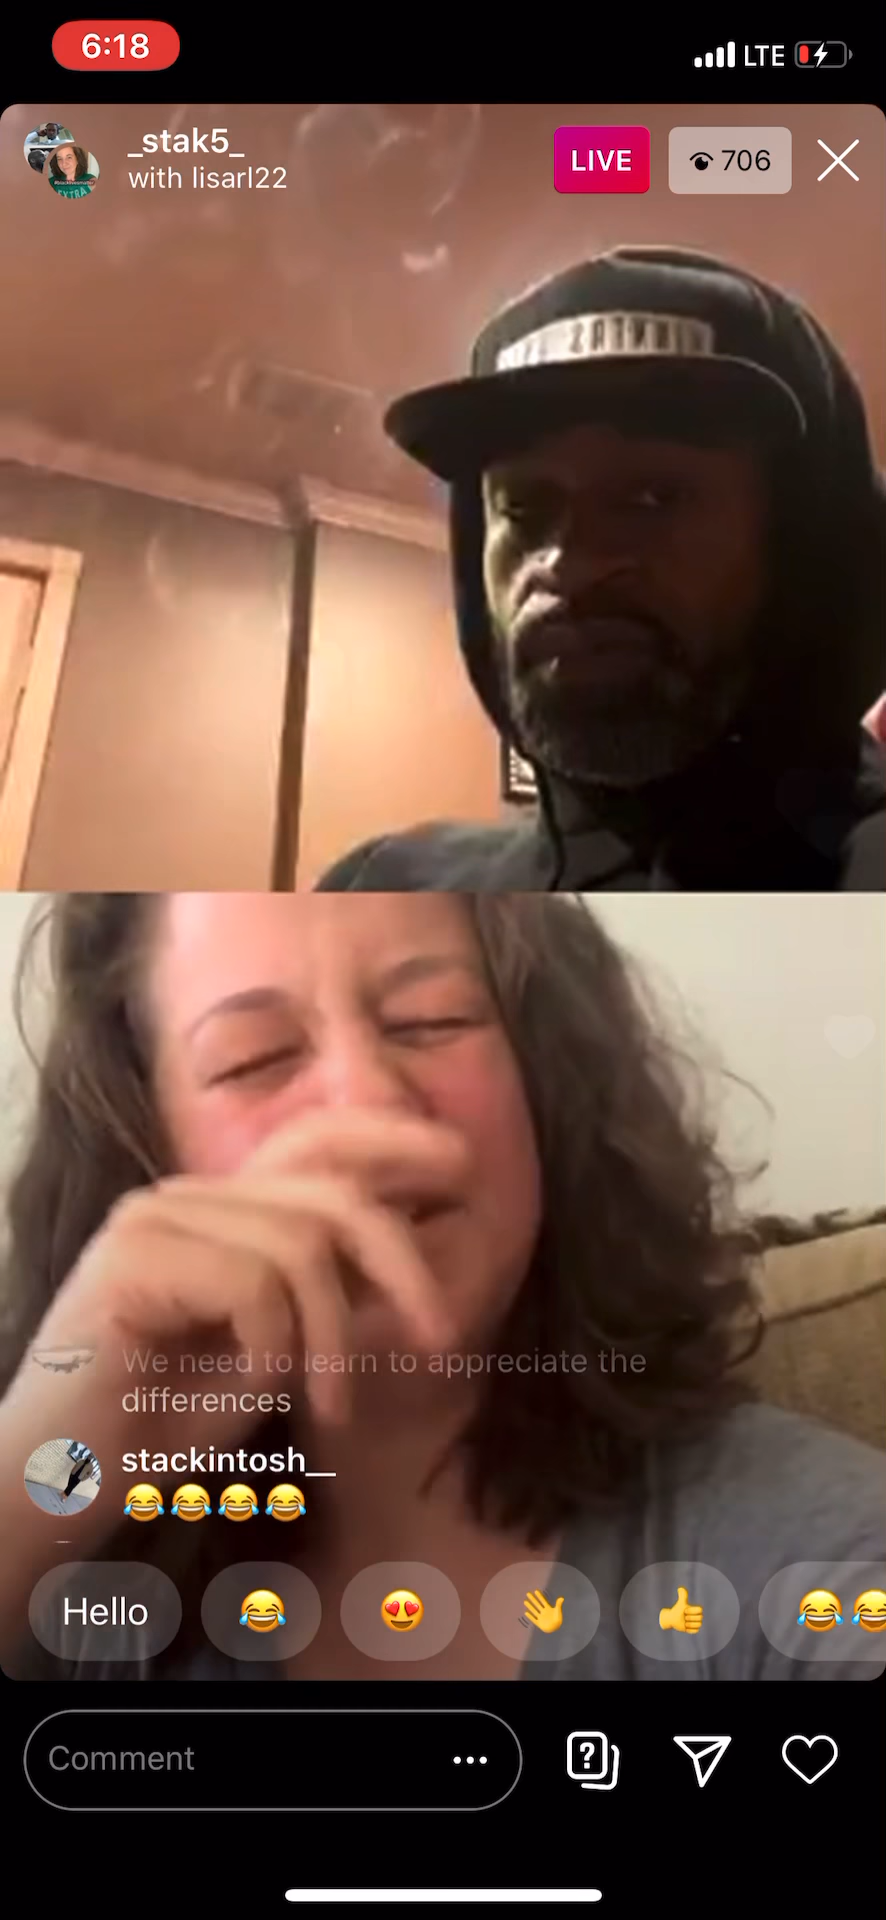 6:18
LTE
_stak5_
with lisarl22
LIVE
706
EXTRA
We need to learn to appreciate the
differences
stackintosh__
😂😂😂😂
Hello
Comment